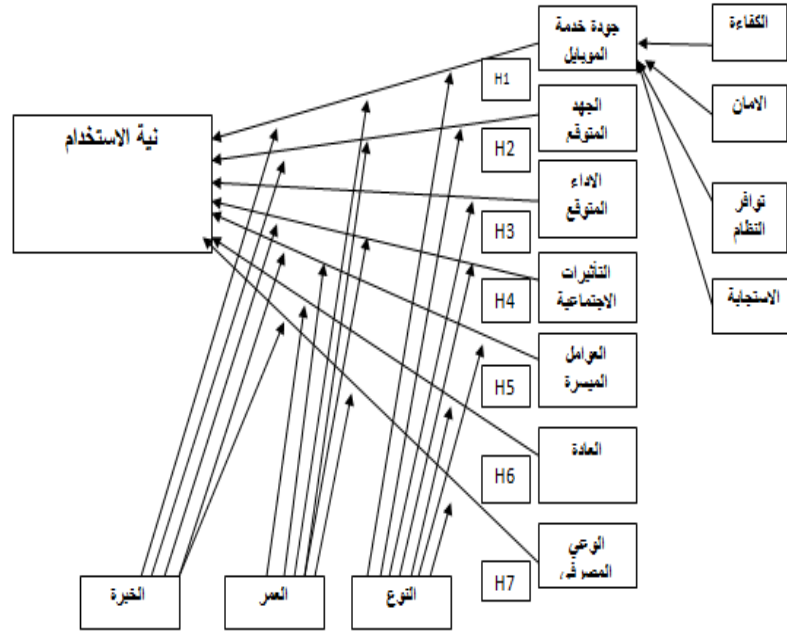 جودة خدمة
الموبايل
الكفاءة
H1
الامان
الجهد
المتوقع
نية الاستخدام
H2
الاداء
المتوقع
توافر
النظام
H3
التأثيرات
الاجتماعية
الاستجابة
H4
العوامل
الميسرة
H5
العادة
H6
الوعي
المصرفي
H7
النوع
العمر
الخبرة